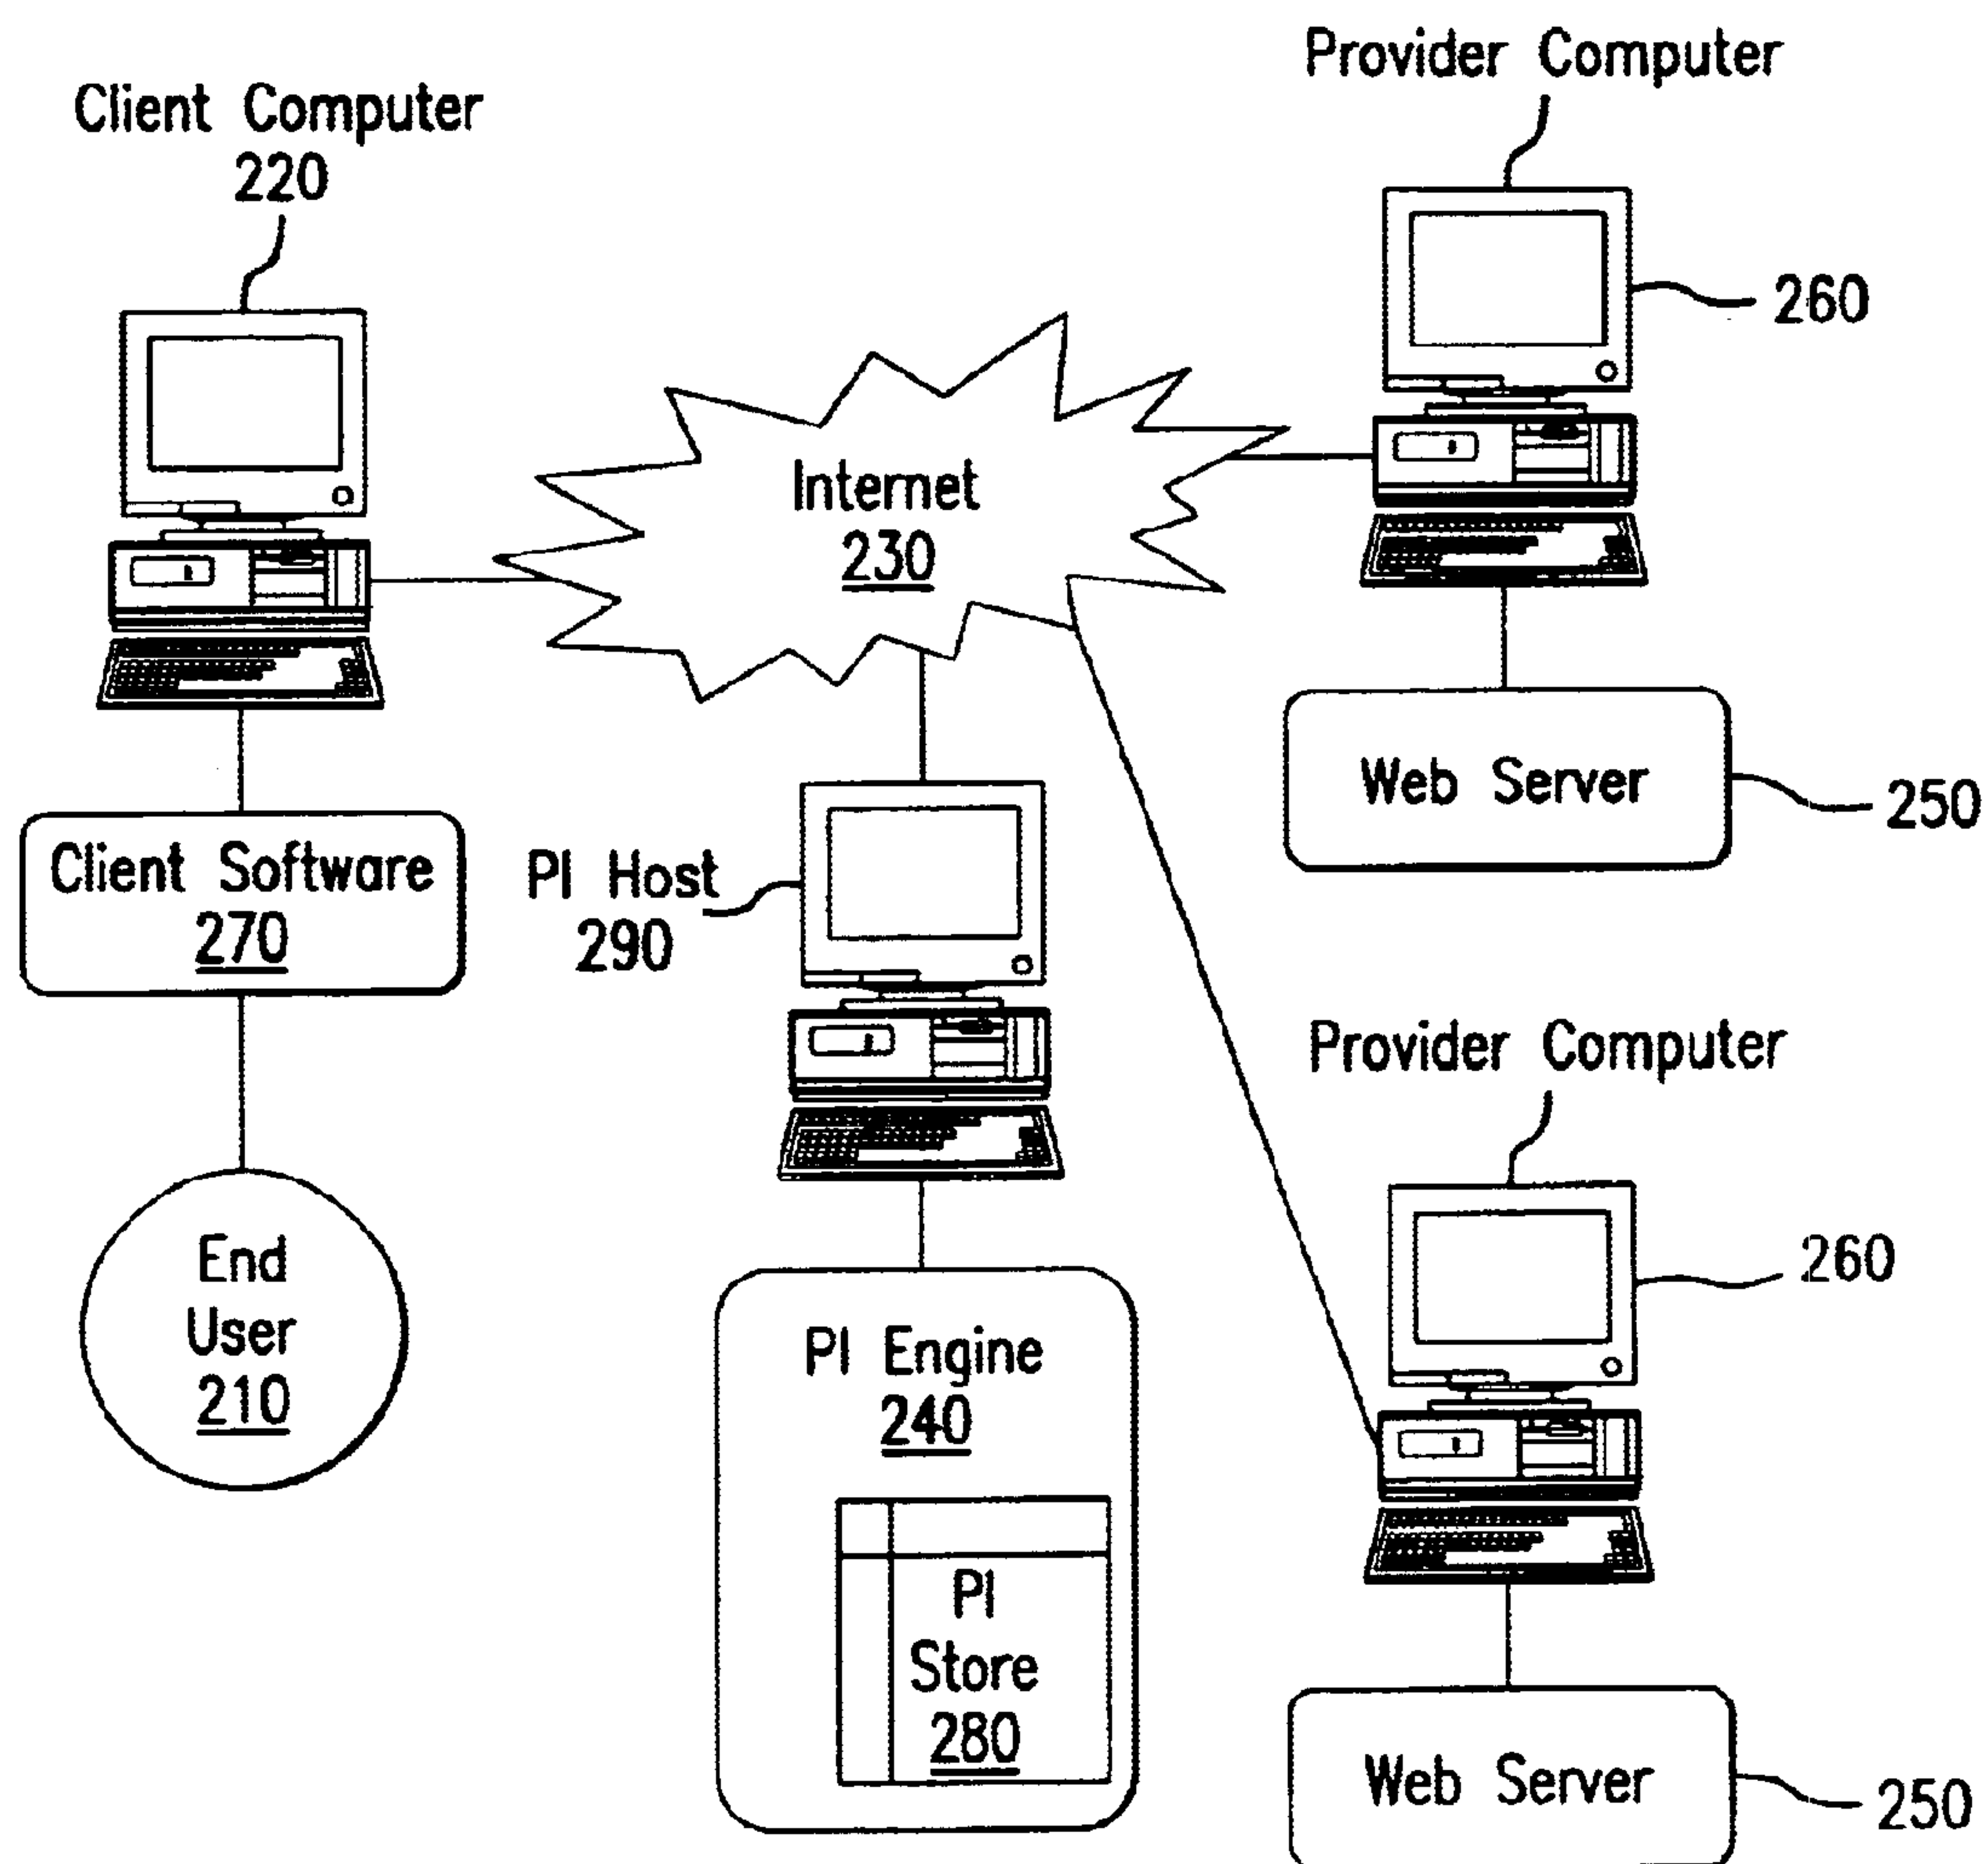 Provider Computer
Client Computer
220
260
Internet
230
Web Server
250
Client Software
270
PI Host
290
Provider Computer
End
User
210
260
PI Engine
240
PI
Store
280
Web Server
250